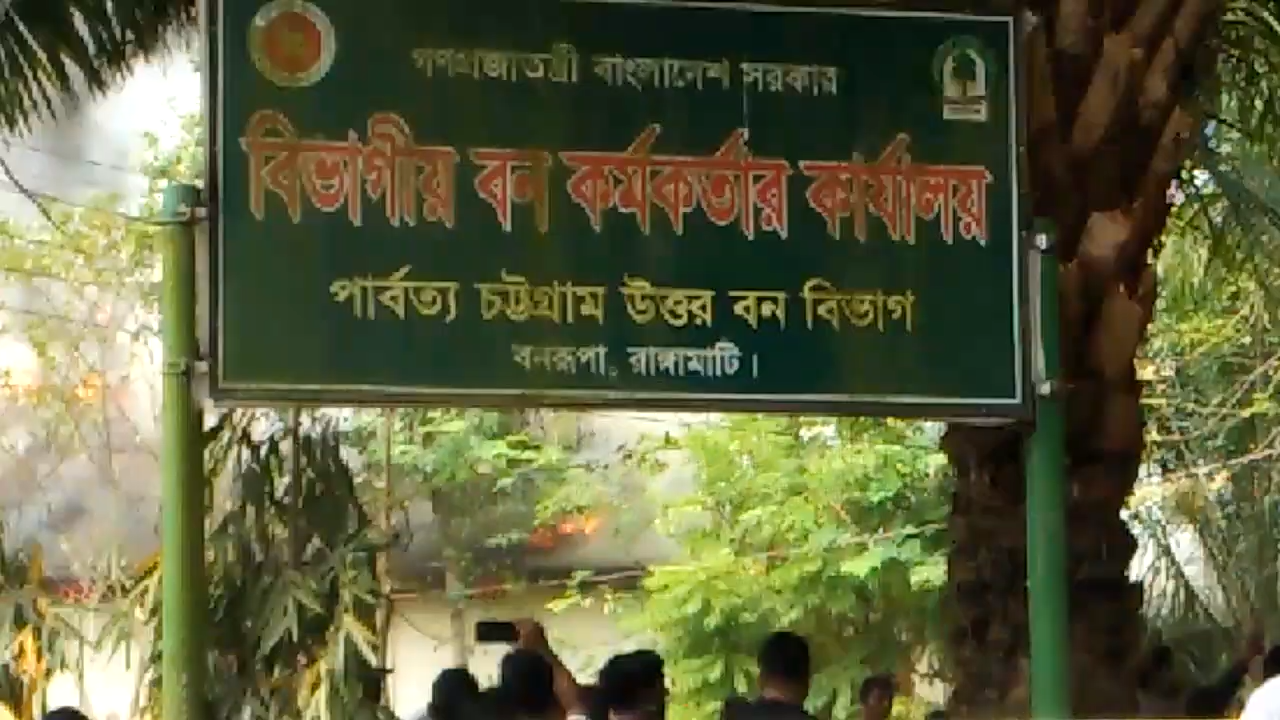 গণপ্রজাতন্ত্রী বাংলাদেশ সরকার
বিভাগীয় বন কর্মকর্তার কার্যালয়
পার্বত্য চট্টগ্রাম উত্তর বন বিভাগ
বনরূপা, রাঙ্গামাটি।